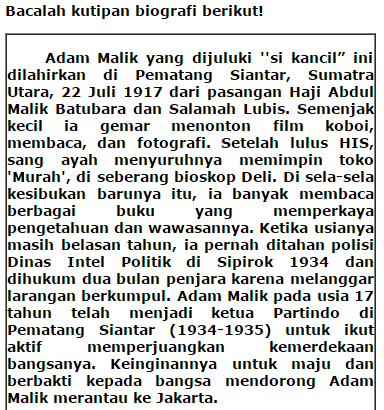 Bacalah kutipan biografi berikut!
Adam Malik yang dijuluki ''si kancil” ini
dilahirkan di Pematang Siantar, Sumatra
Utara, 22 Juli 1917 dari pasangan Haji Abdul
Malik Batubara dan Salamah Lubis. Semenjak
kecil ia gemar menonton film koboi,
membaca, dan fotografi. Setelah lulus HIS,
sang ayah menyuruhnya memimpin toko
'Murah', di seberang bioskop Deli. Di sela-sela
kesibukan barunya itu, ia banyak membaca
berbagai buku yang memperkaya
pengetahuan dan wawasannya. Ketika usianya
masih belasan tahun, ia pernah ditahan polisi
Dinas Intel Politik di Sipirok 1934 dan
dihukum dua bulan penjara karena melanggar
larangan berkumpul. Adam Malik pada usia 17
tahun telah menjadi ketua Partindo di
Pematang Siantar (1934-1935) untuk ikut
aktif memperjuangkan kemerdekaan
bangsanya. Keinginannya untuk maju dan
berbakti kepada bangsa mendorong Adam
Malik merantau ke Jakarta.